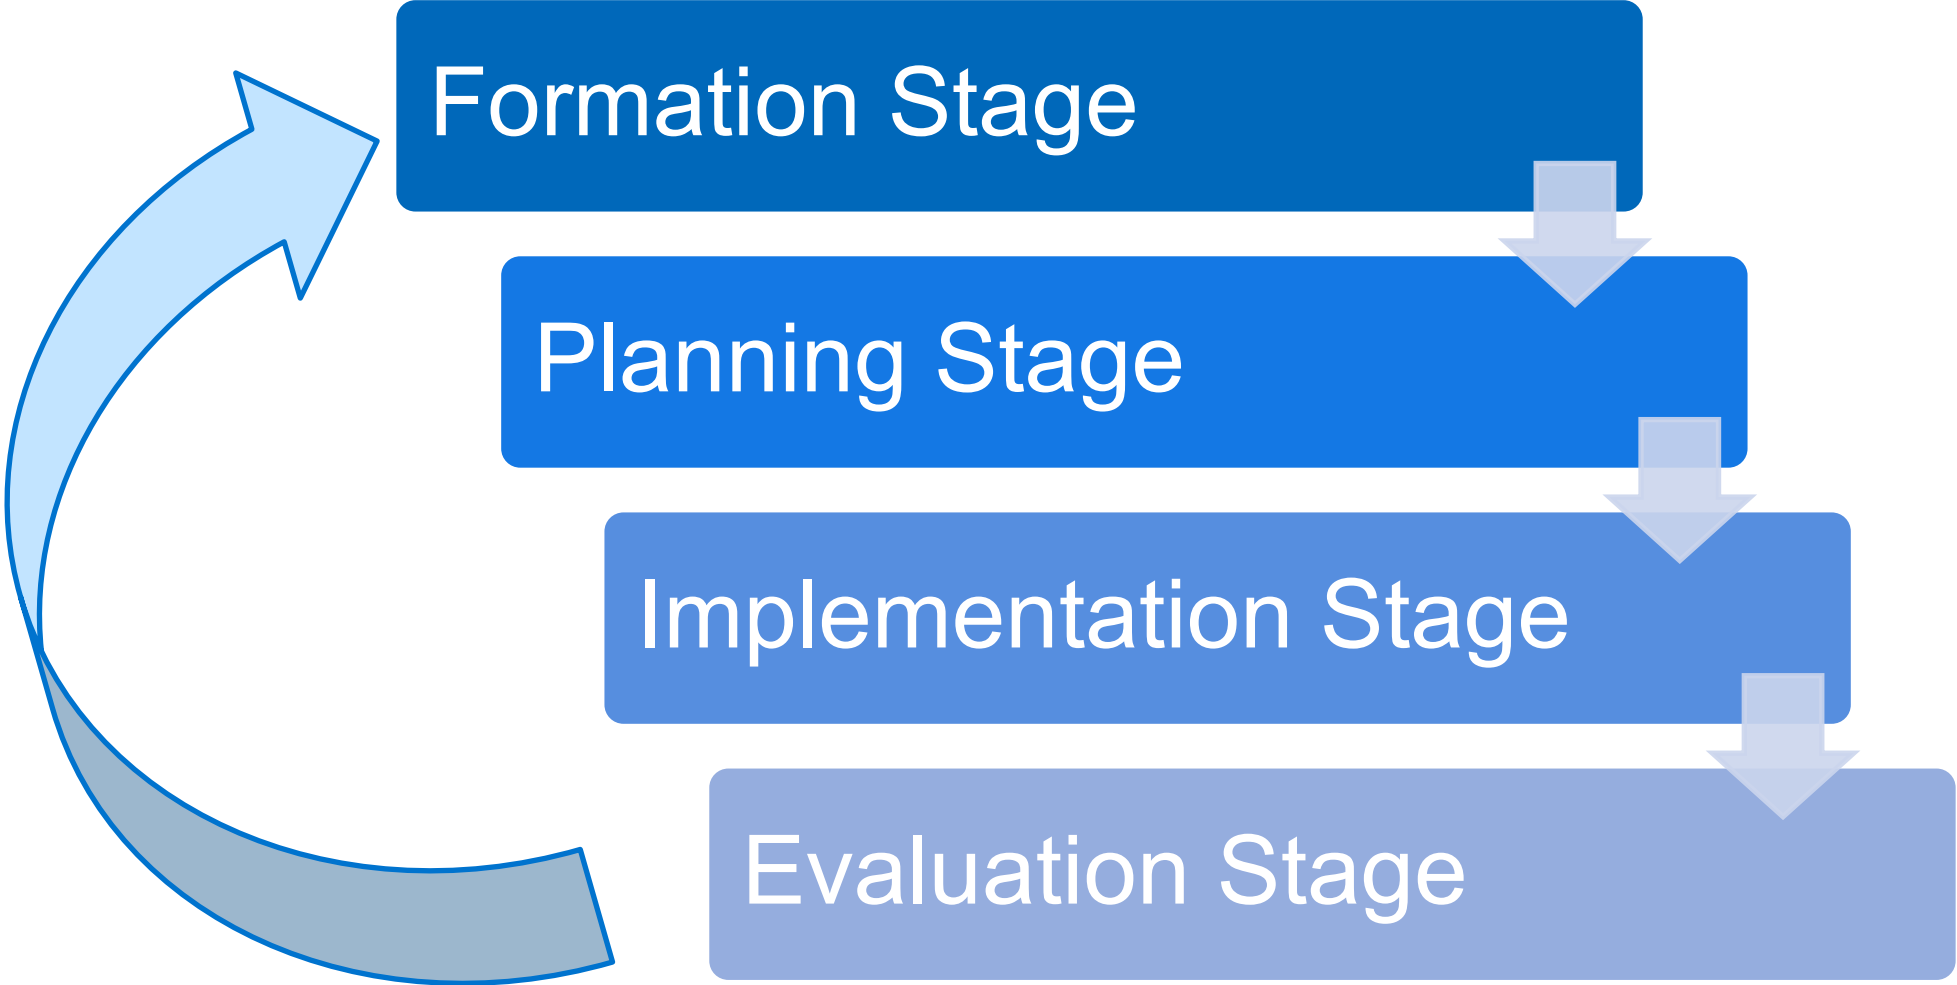 Formation Stage
Planning Stage
Implementation Stage
Evaluation Stage